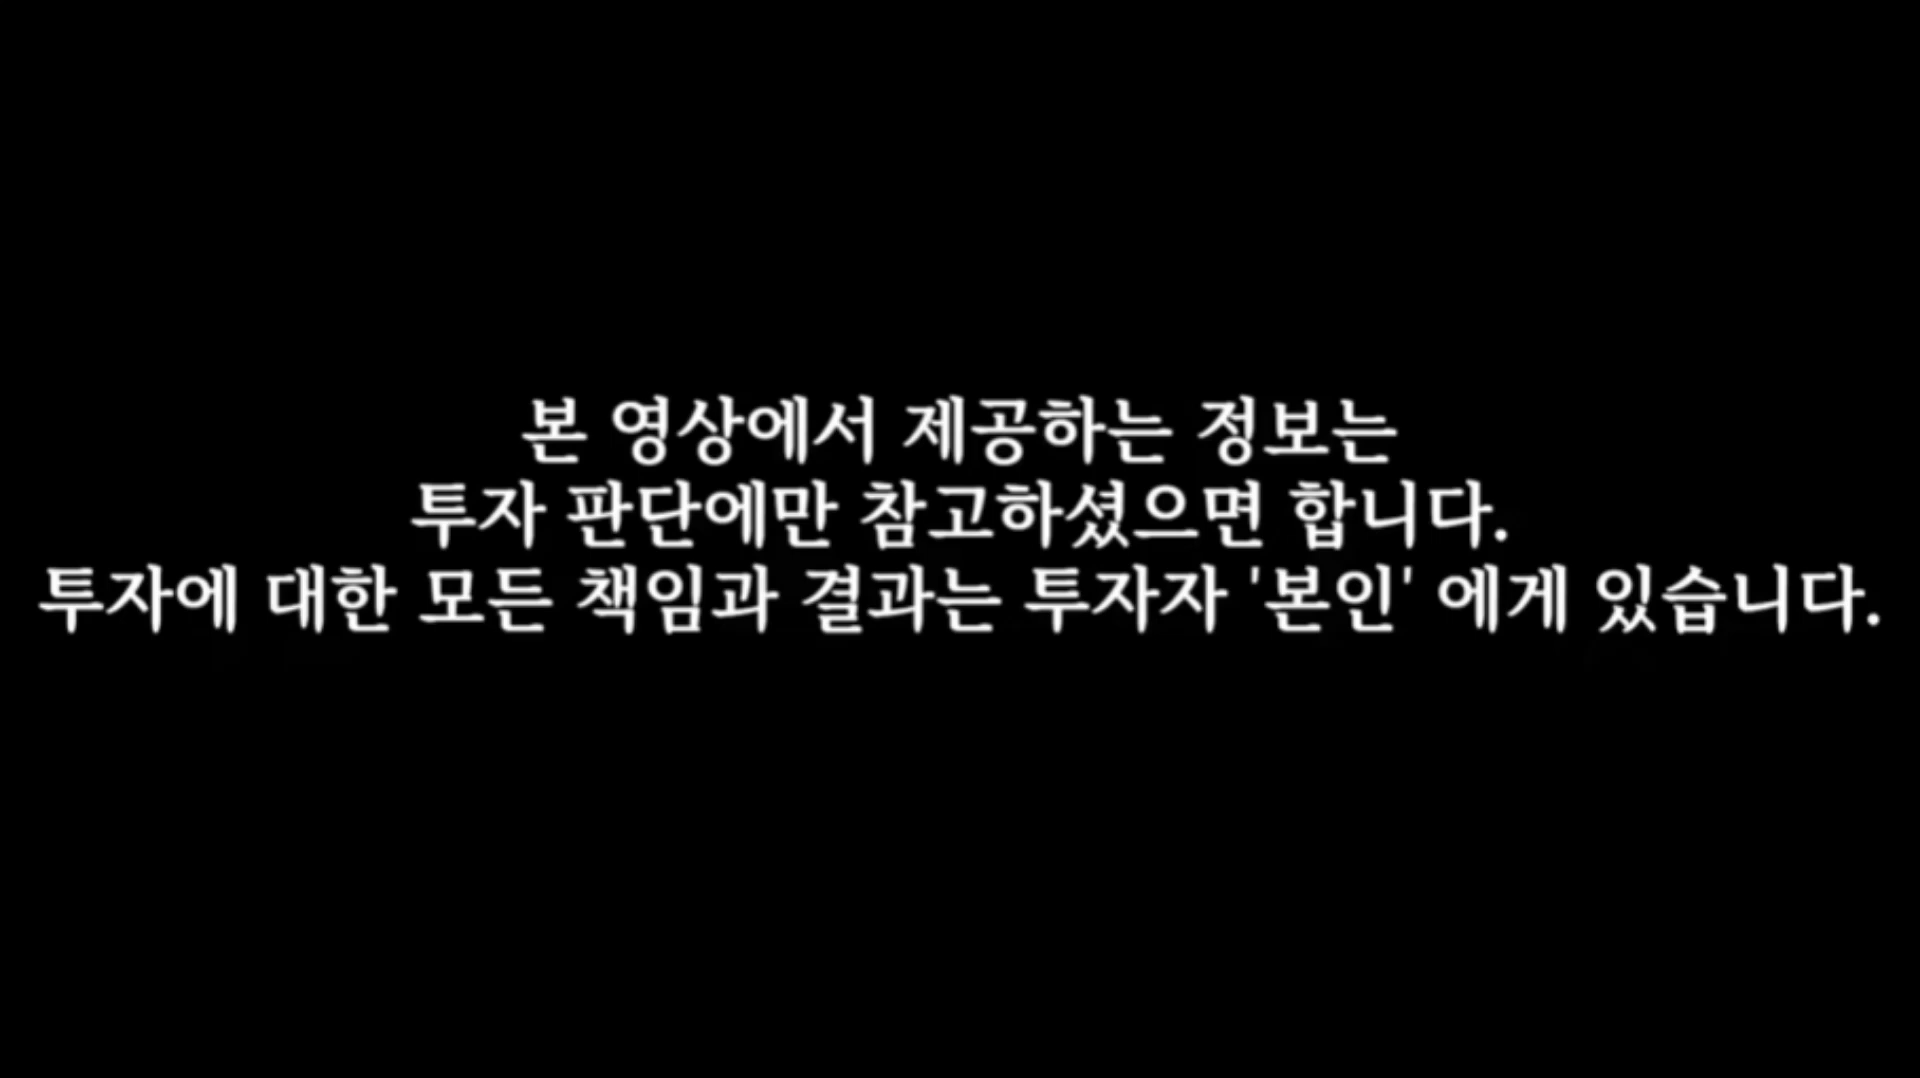 본 영상에서 제공하는 정보는
투자 판단에만 참고하셨으면 합니다.
투자에 대한 모든 책임과 결과는 투자자 '본인' 에게 있습니다.